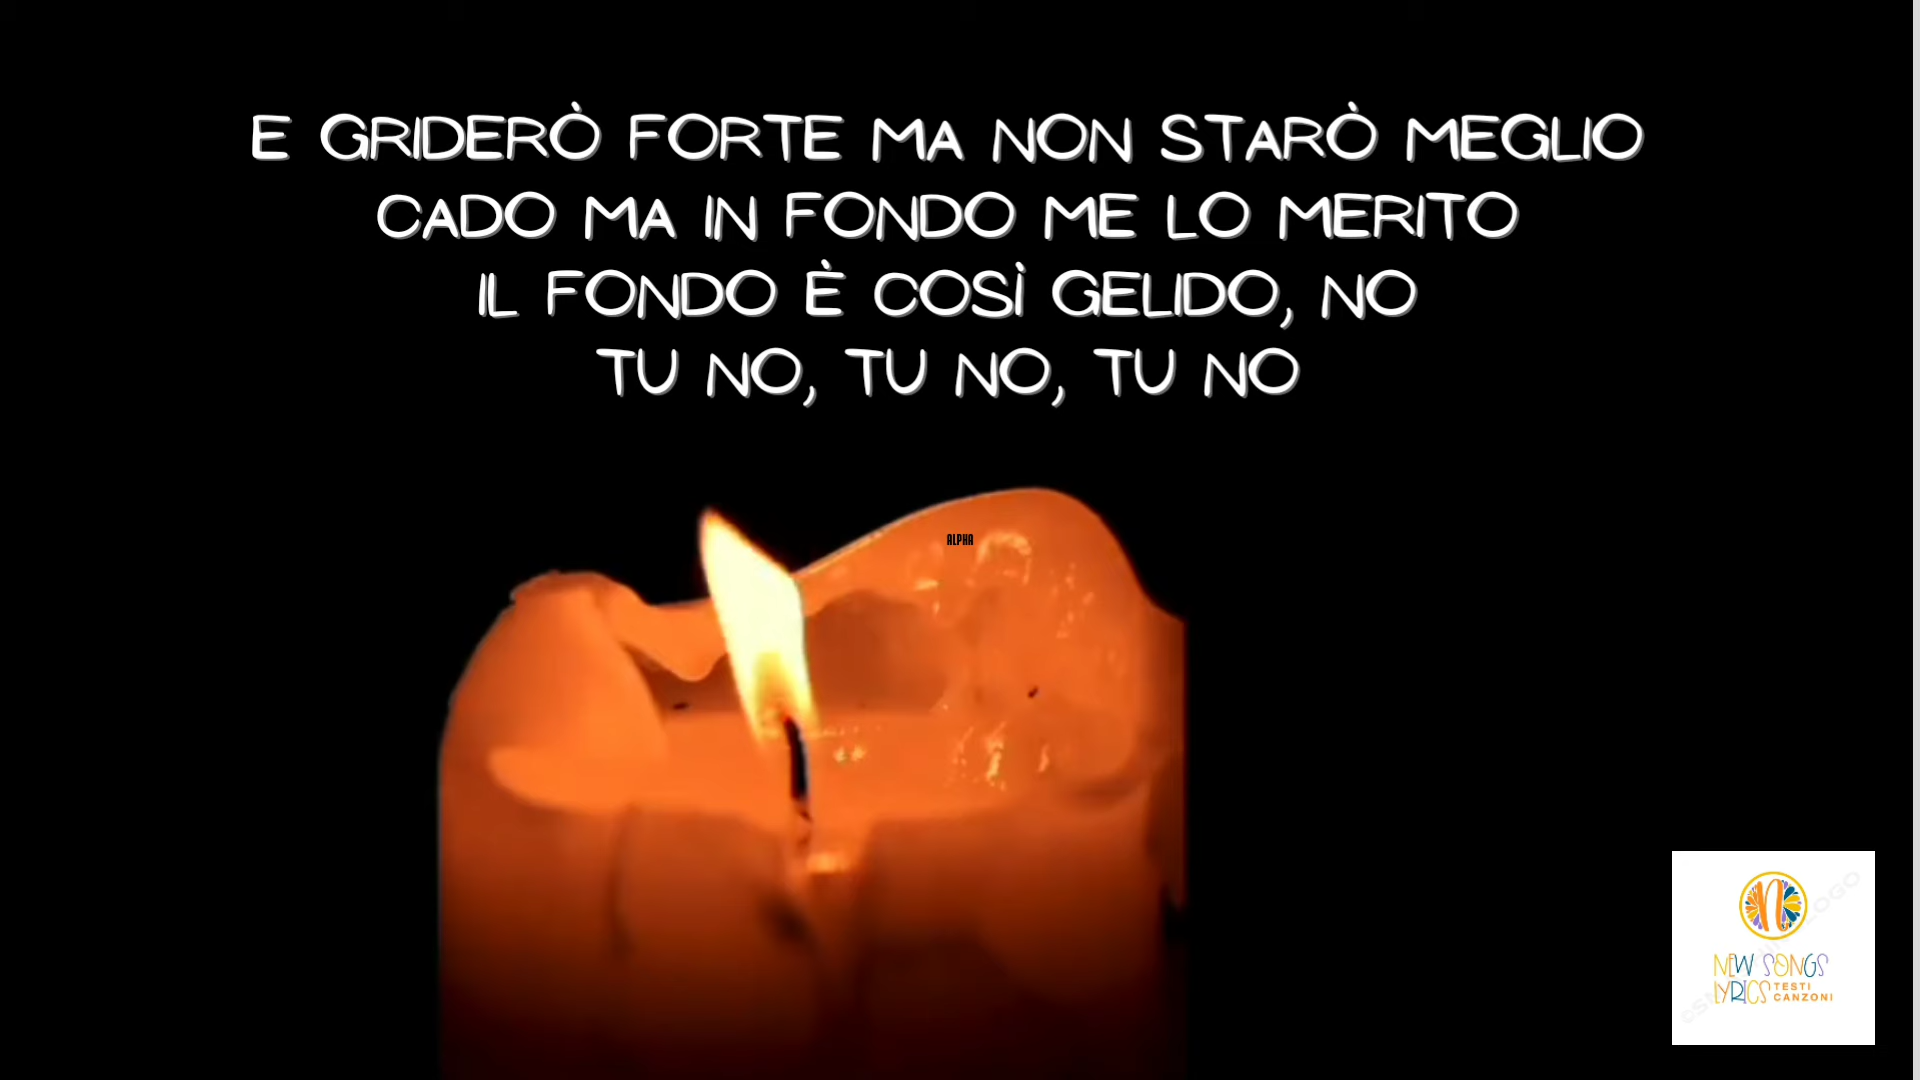 E GRIDERÒ FORTE MA NON STARÒ MEGLIO
CADO MA IN FONDO ME LO MERITO
IL FONDO È COSÌ GELIDO, NO
TU NO, TU NO, TU NO
ALPHA
n
NEW SONGS
LYRICS TESTI
CANZONI
LOGO